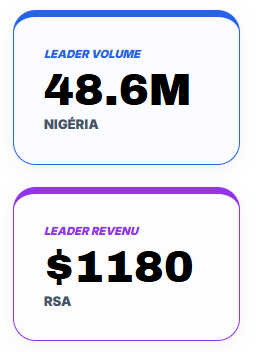 LEADER VOLUME
48.6M
NIGÉRIA
LEADER REVENU
$1180
RSA